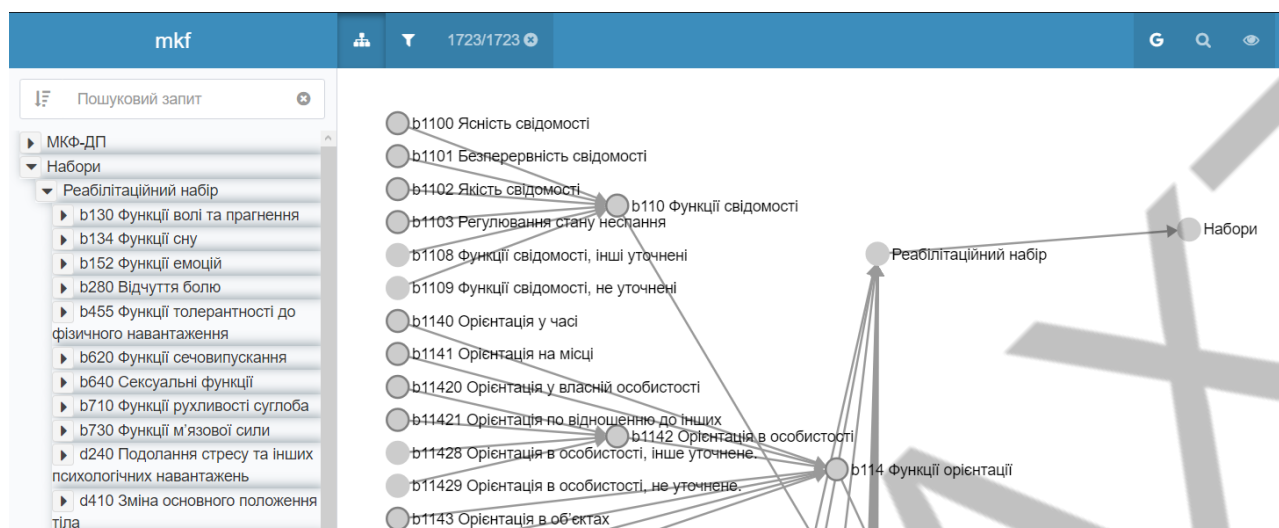 mkf
1723/1723
G
Пошуковий запит
МКФ-ДП
Набори
Реабілітаційний набір
b130 Функції волі та прагнення
b134 Функції сну
b152 Функції емоцій
b280 Відчуття болю
b455 Функції толерантності до
фізичного навантаження
b620 Функції сечовипускання
b640 Сексуальні функції
b710 Функції рухливості суглоба
b730 Функції м'язової сили
d240 Подолання стресу та інших
психологічних навантажень
d410 Зміна основного положення
тіла
b1100 Ясність свідомості
b1101 Безперервність свідомості
b1102 Якість свідомості
b110 Функції свідомості
b1103 Регулювання стану неспання
Набори
b1108 Функції свідомості, інші уточнені
Реабілітаційний набір
b1109 Функції свідомості, не уточнені
b1140 Орієнтація у часі
b1141 Орієнтація на місці
b11420 Орієнтація у власній особистості
b11421 Орієнтація по відношенню до інших
b1142 Орієнтація в особистості
b11428 Орієнтація в особистості, інше уточнене.
b114 Функції орієнтації
b11429 Орієнтація в особистості, не уточнене.
b1143 Орієнтація в об'єктах